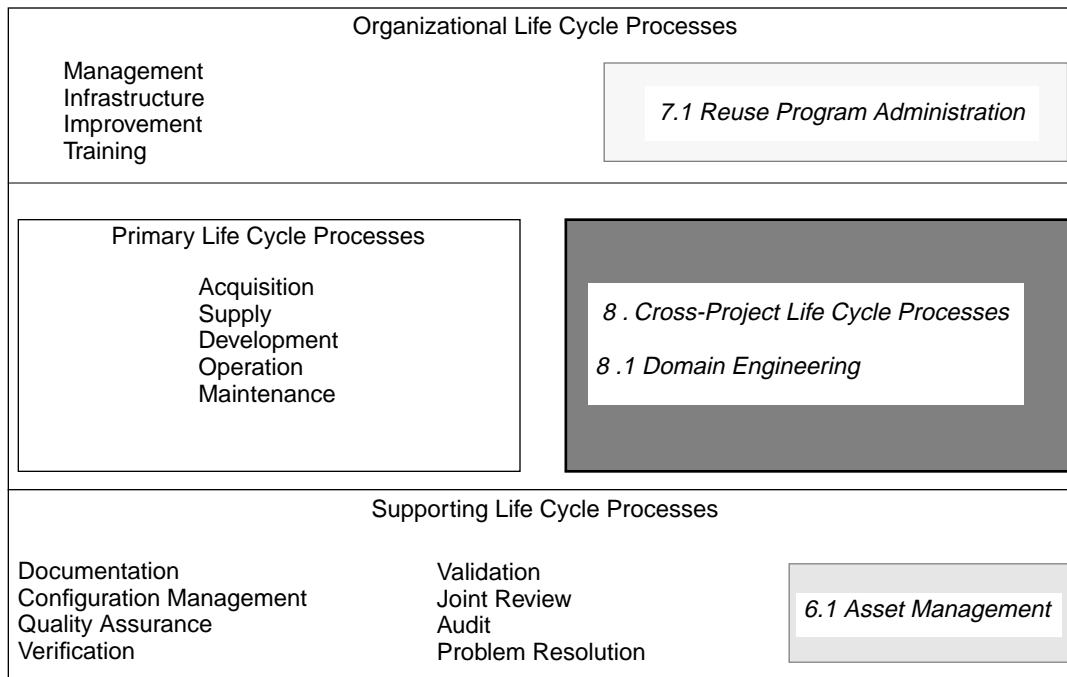 Organizational Life Cycle Processes
Management
Infrastructure
Improvement
Training
7.1 Reuse Program Administration
Primary Life Cycle Processes
Acquisition
Supply
Development
Operation
Maintenance
8 . Cross-Project Life Cycle Processes
8 .1 Domain Engineering
Supporting Life Cycle Processes
Documentation
Configuration Management
Quality Assurance
Verification
Validation
Joint Review
Audit
Problem Resolution
6.1 Asset Management